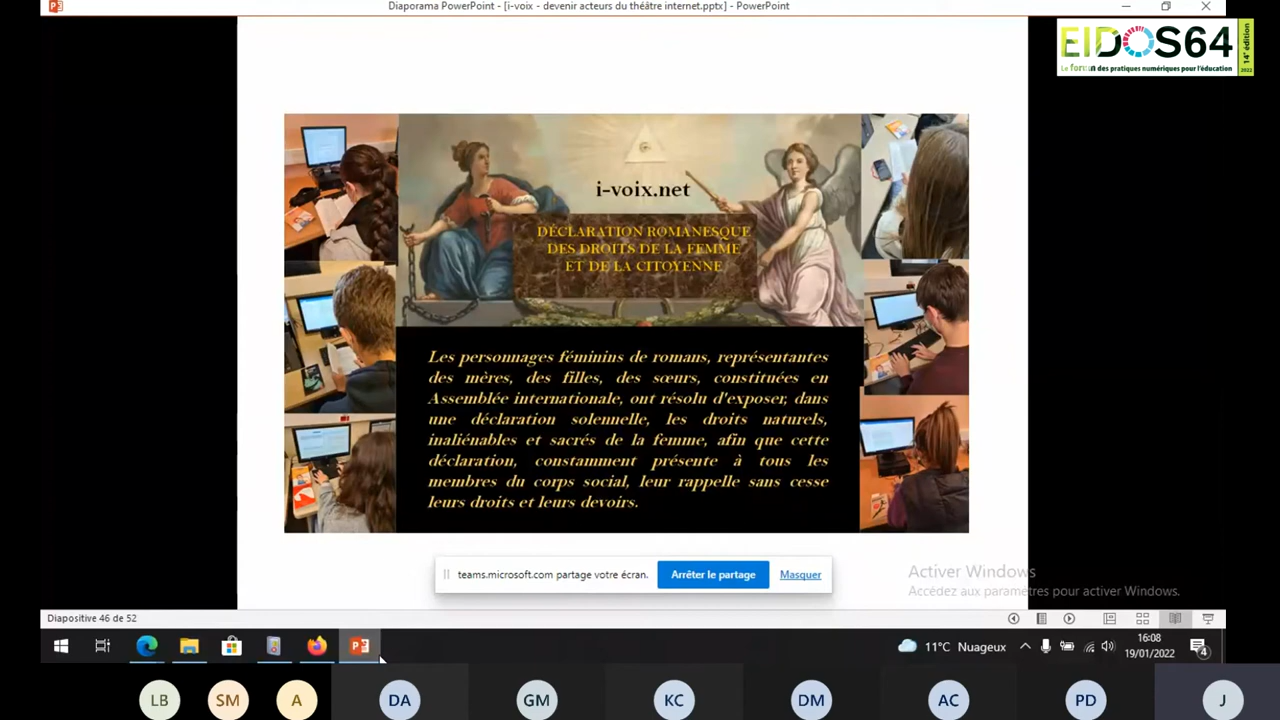 Diaporama PowerPoint - [i-voix - devenir acteurs du théâtre internet.pptx] - PowerPoint
EIDOS64
Le forum des pratiques numériques pour l'éducation
14e édition
2022
i-voix.net
DÉCLARATION ROMANESQUE
DES DROITS DE LA FEMME
ET DE LA CITOYENNE
Les personnages féminins de romans, représentantes
des mères, des filles, des sœurs, constituées en
Assemblée internationale, ont résolu d'exposer, dans
une déclaration solennelle, les droits naturels,
inaliénables et sacrés de la femme, afin que cette
déclaration, constamment présente à tous les
membres du corps social, leur rappelle sans cesse
leurs droits et leurs devoirs.
teams.microsoft.com partage votre écran.
Arrêter le partage
Masquer
Activer Windows
Accédez aux paramètres pour activer Windows.
Diapositive 46 de 52
11°C Nuageux
16:08
19/01/2022
4
LB
SM
A
DA
GM
KC
DM
AC
PD
J